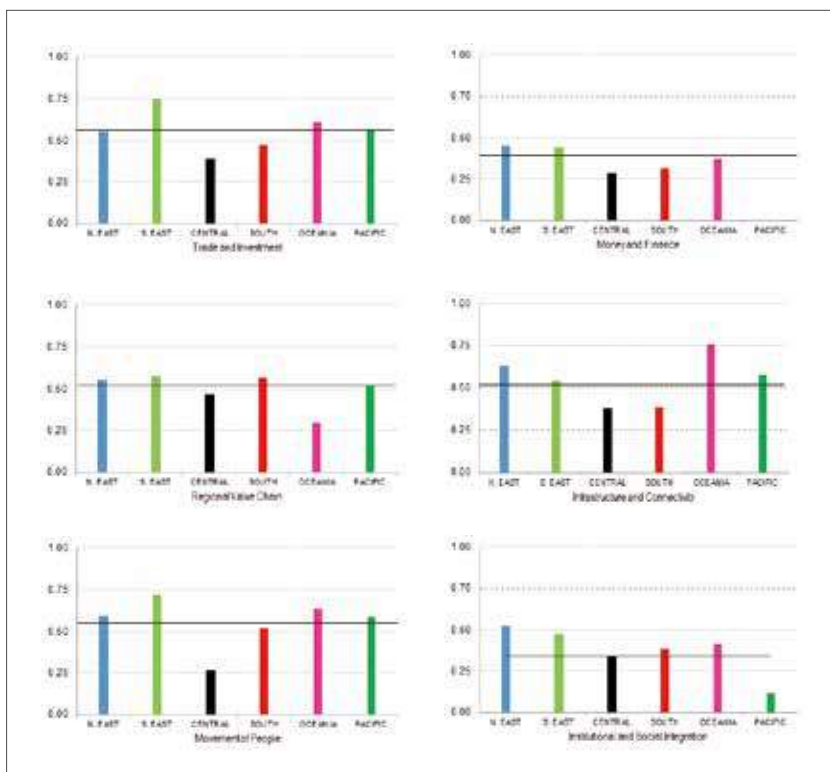 1.00
0.75
0.50
0.25
0.00
N. EAST S. EAST CENTRAL SOUTH OCEANIA PACIFIC
Trade and Investment
1.00
0.75
0.50
0.25
0.00
N. EAST S. EAST CENTRAL SOUTH OCEANIA PACIFIC
Money and Finance
1.00
0.75
0.50
0.25
0.00
N. EAST S. EAST CENTRAL SOUTH OCEANIA PACIFIC
Regional Value Chain
1.00
0.75
0.50
0.25
0.00
N. EAST S. EAST CENTRAL SOUTH OCEANIA PACIFIC
Infrastructure and Connectivity
1.00
0.75
0.50
0.25
0.00
N. EAST S. EAST CENTRAL SOUTH OCEANIA PACIFIC
Movement of People
1.00
0.75
0.50
0.25
0.00
N. EAST S. EAST CENTRAL SOUTH OCEANIA PACIFIC
Institutional and Social Integration